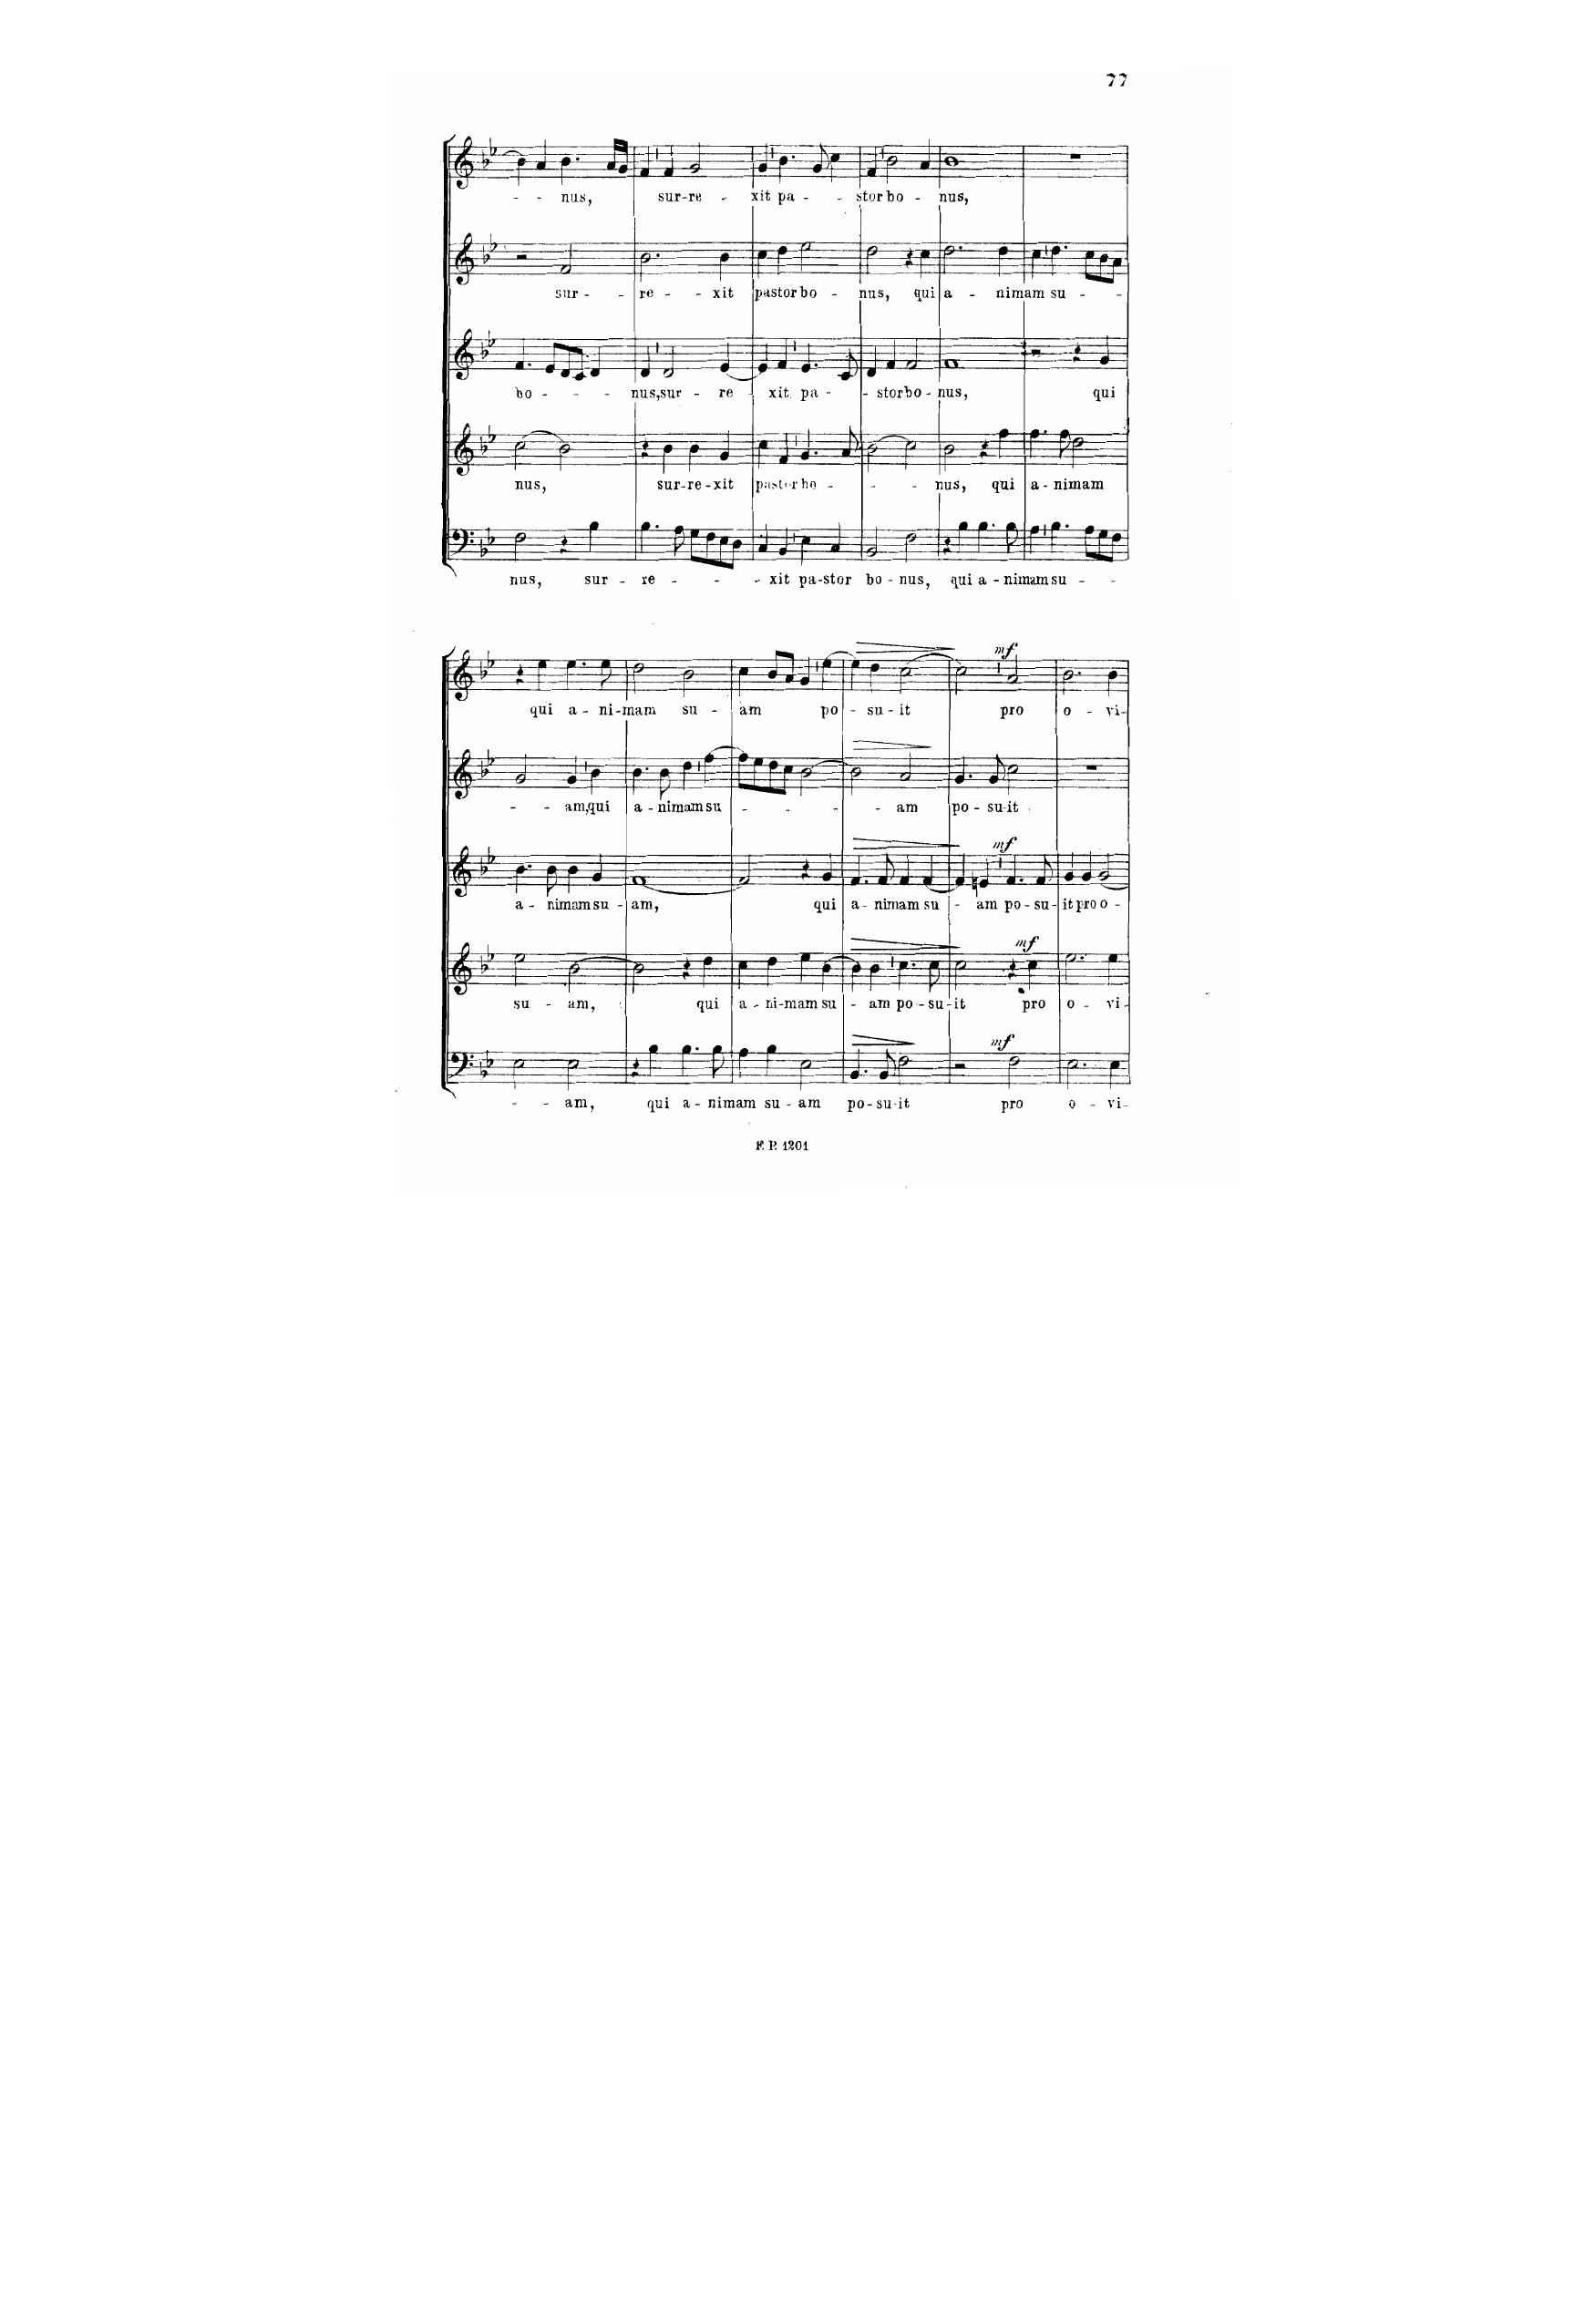 77
- - nus, sur-re - xit pa - - stor bo - nus,
sur - - re - - xit pastor bo - nus, qui a - nimam su - - -
bo - - - nus, sur - re - xit pa - - stor bo - nus, qui
nus, sur-re-xit pastor bo - - - nus, qui a - nimam
nus, sur - re - - - - xit pa-stor bo - nus, qui a - nimam su - -
mf
qui a - ni-mam su - am po - su - it pro o - vi-
- - am, qui a - nimam su - - - - am po - su-it
mf
a - nimam su - am, qui a - nimam su - am po - su - it pro o -
mf
su - am, qui a - ni-mam su - am po - su - it pro o - vi-
mf
- - am, qui a - nimam su - am po - su-it pro o - vi-
F. P. 1201